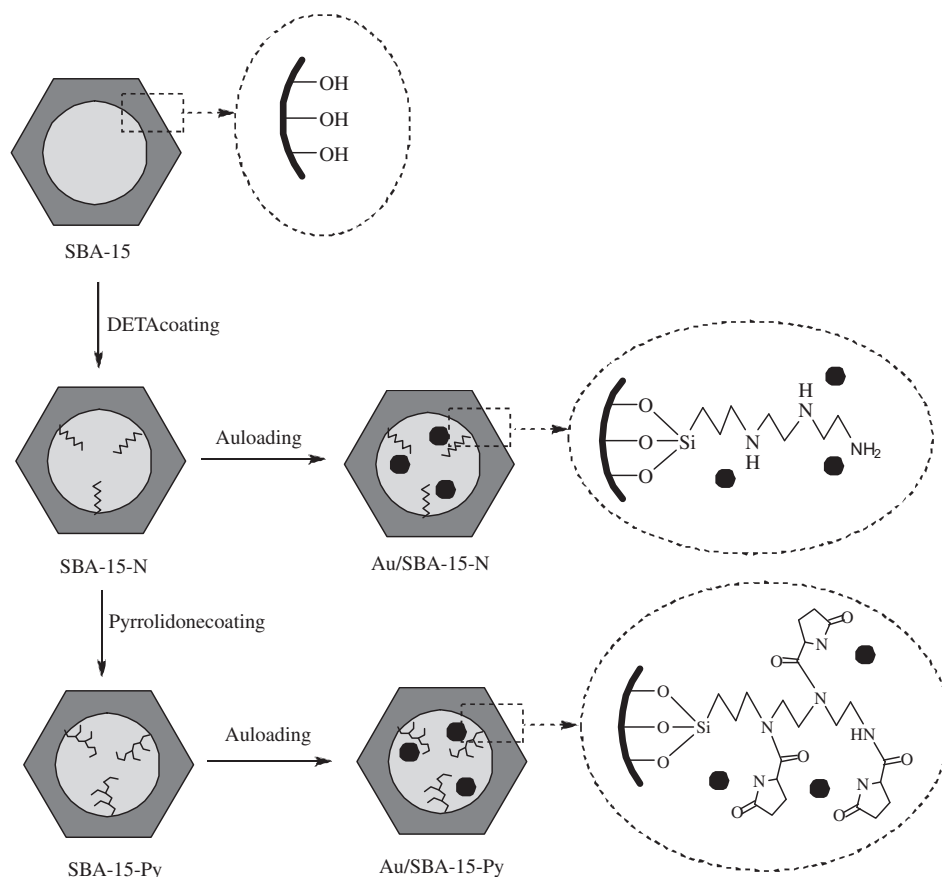 OH
OH
OH
SBA-15
DETAcoating
O
O
O
Si
N
H
H
N
NH₂
Auloading
SBA-15-N
Au/SBA-15-N
Pyrrolidonecoating
O
N
O
O
O
O
Si
N
N
HN
O
O
N
O
N
O
Auloading
SBA-15-Py
Au/SBA-15-Py